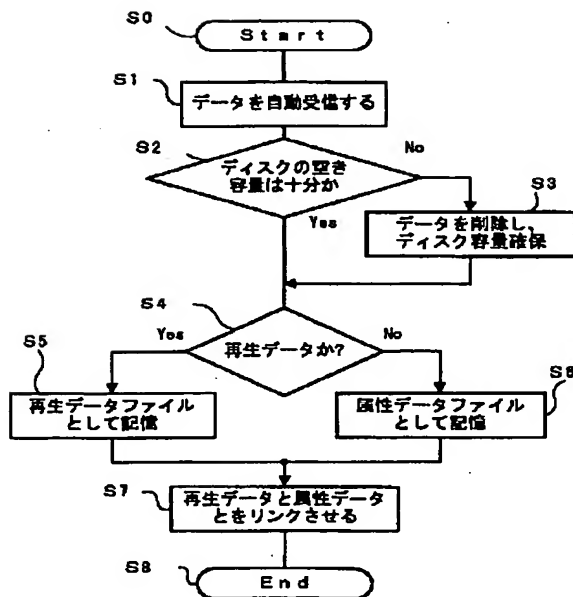 S0
Start
S1
データを自動受信する
S2
ディスクの空き
容量は十分か
No
Yes
S3
データを削除し、
ディスク容量確保
S4
再生データか?
Yes
No
S5
再生データファイル
として記憶
S6
属性データファイル
として記憶
S7
再生データと属性データ
とをリンクさせる
S8
End